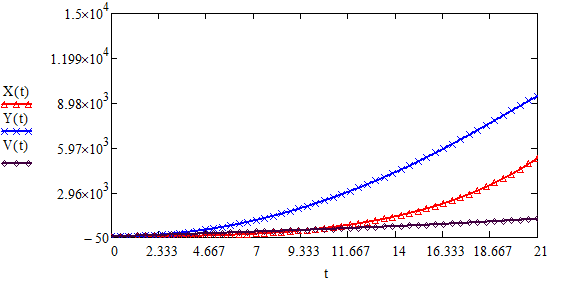 1.5×10⁴
1.199×10⁴
8.98×10³
5.97×10³
2.96×10³
−50
X(t)
Y(t)
V(t)
0 2.333 4.667 7 9.333 11.667 14 16.333 18.667 21
t